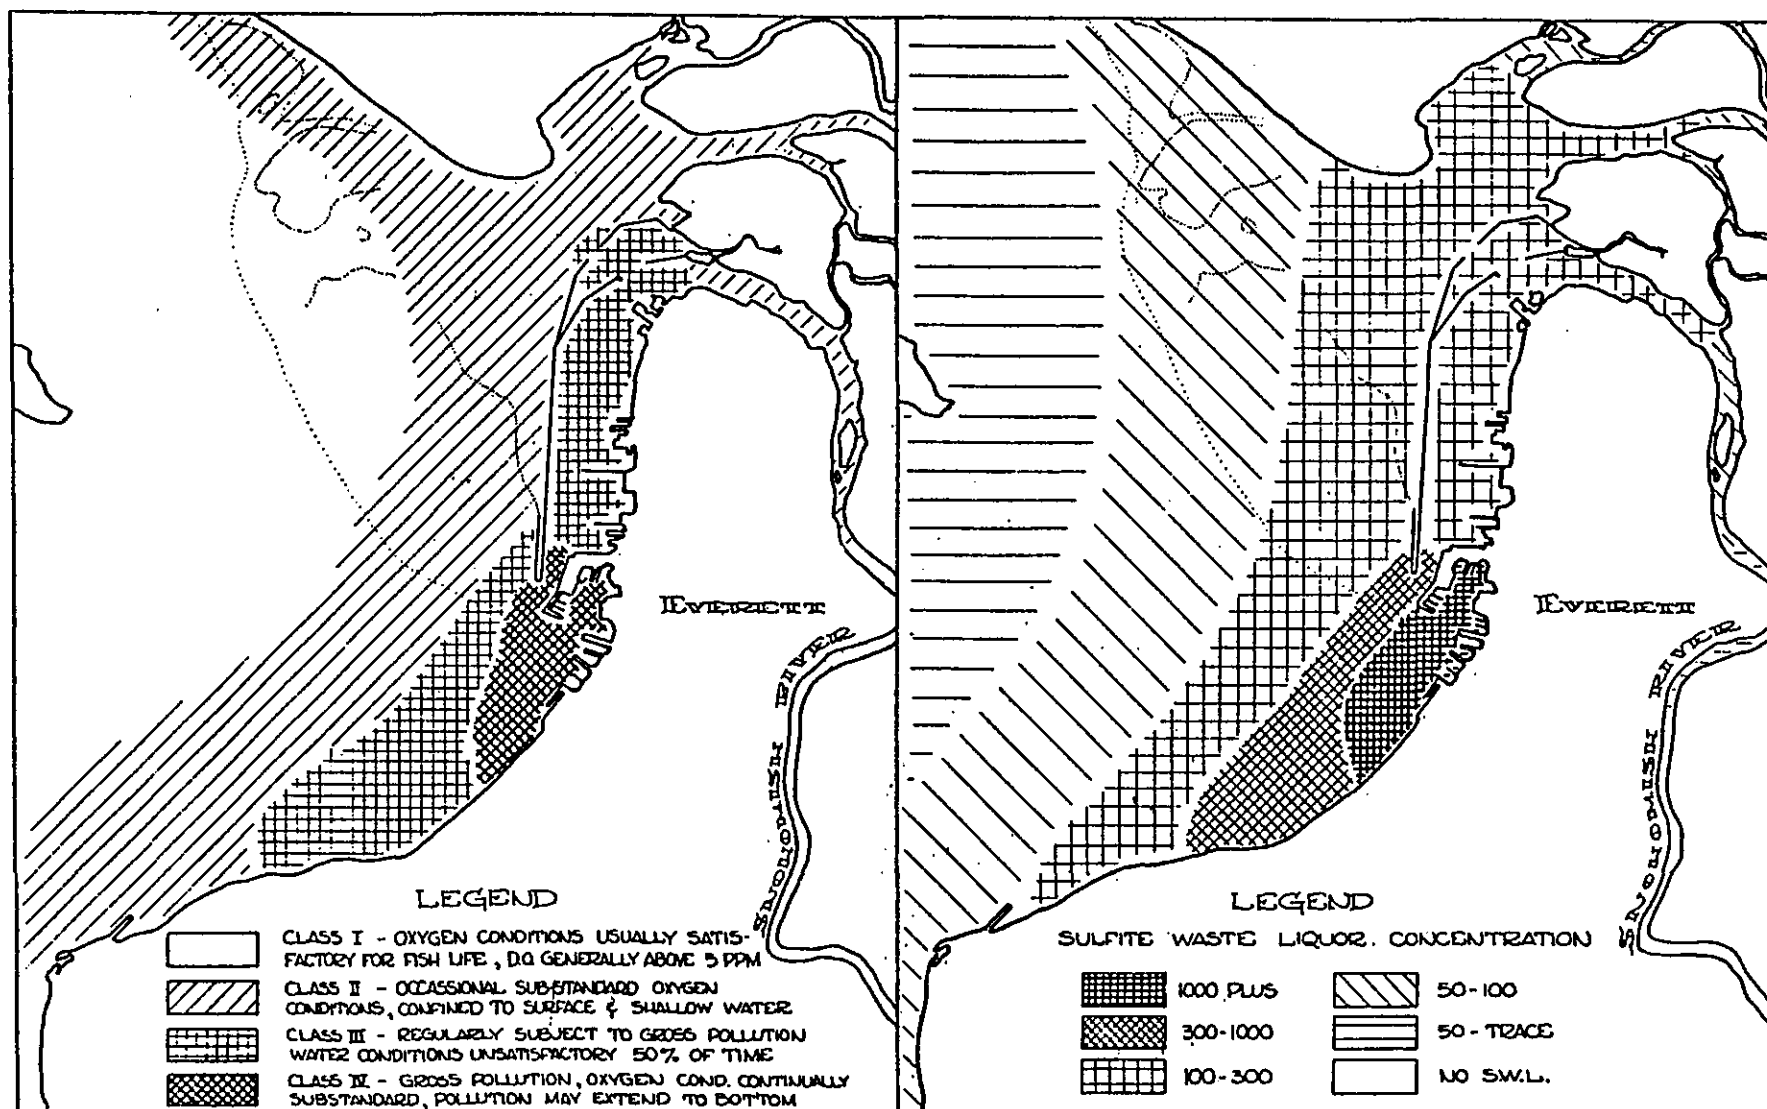 EVERETT
SNOHOMISH RIVER
LEGEND
CLASS I - OXYGEN CONDITIONS USUALLY SATIS-
FACTORY FOR FISH LIFE, D.O. GENERALLY ABOVE 5 PPM
CLASS II - OCCASSIONAL SUBSTANDARD OXYGEN
CONDITIONS, CONFINED TO SURFACE & SHALLOW WATER
CLASS III - REGULARLY SUBJECT TO GROSS POLLUTION
WATER CONDITIONS UNSATISFACTORY 50% OF TIME
CLASS IV - GROSS POLLUTION, OXYGEN COND. CONTINUALLY
SUBSTANDARD, POLLUTION MAY EXTEND TO BOTTOM
EVERETT
SNOHOMISH RIVER
LEGEND
SULFITE WASTE LIQUOR. CONCENTRATION
1000 PLUS
300-1000
100-300
50-100
50-TRACE
NO S.W.L.